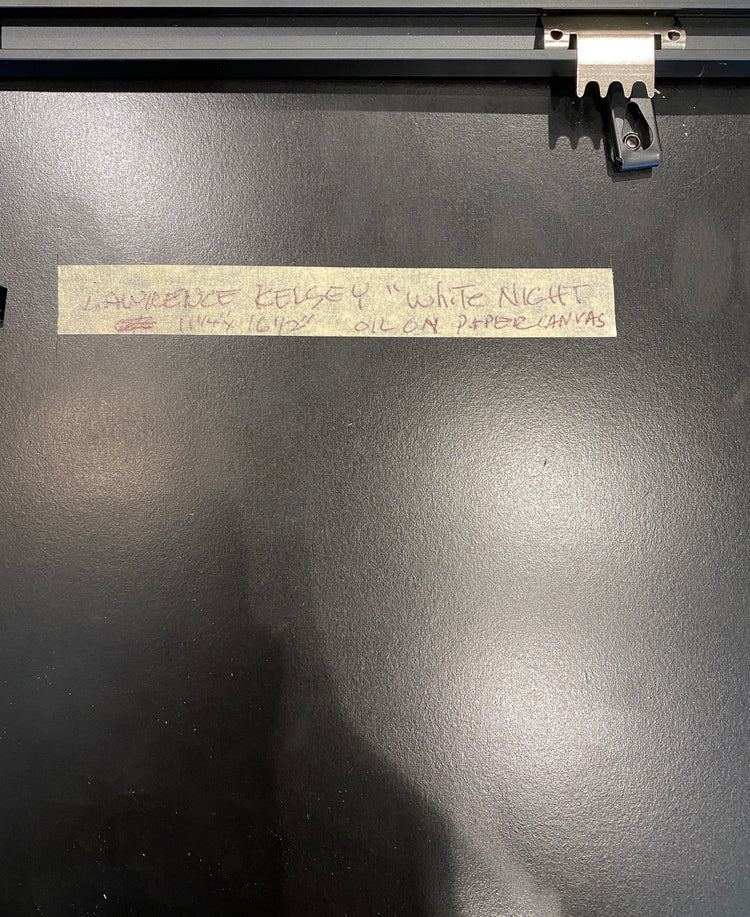 LAWRENCE KELSEY "White NIGHT
11¼ x 16½" OIL ON PAPER CANVAS